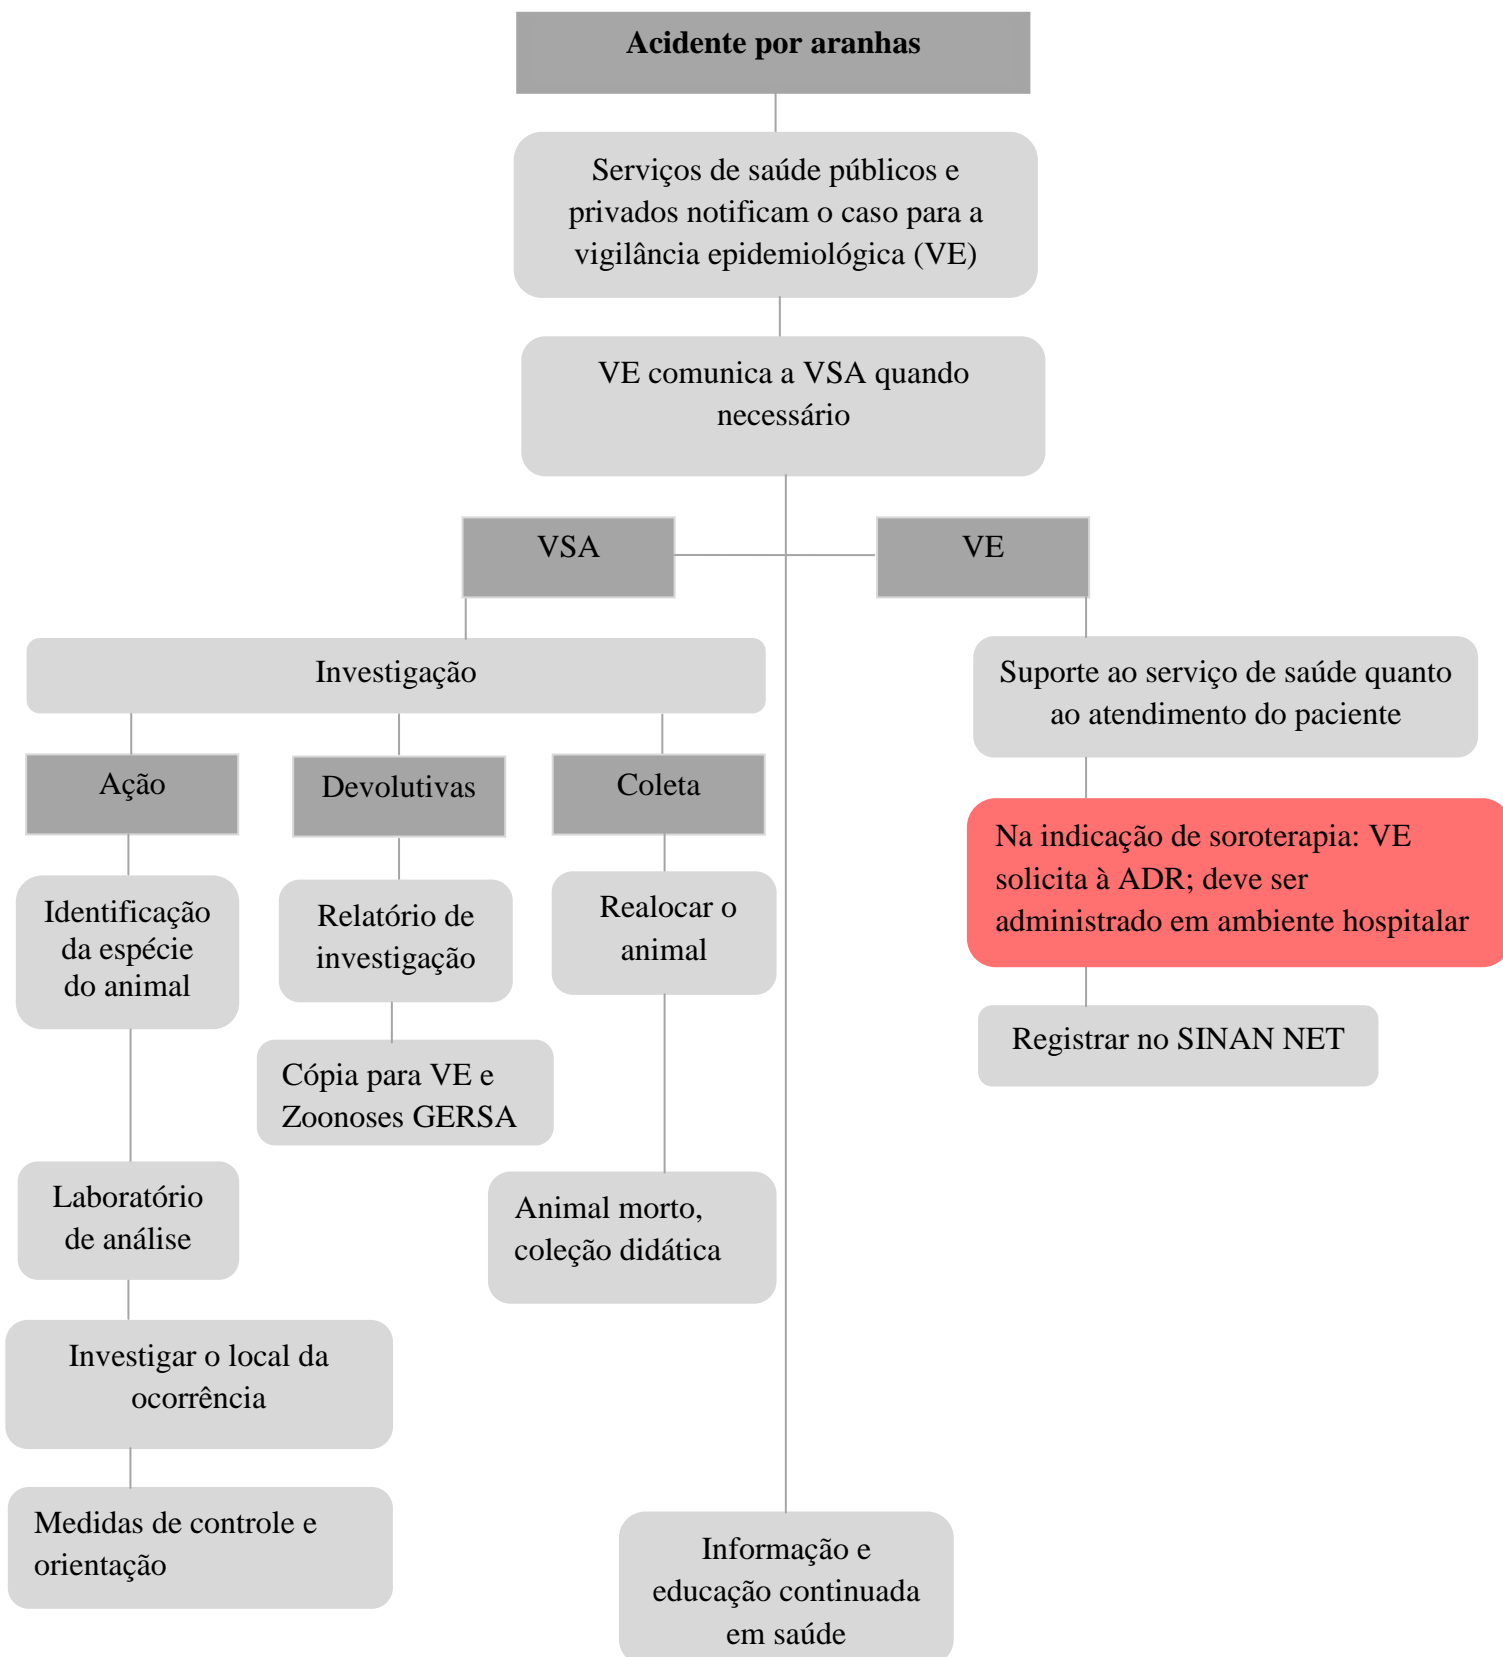 Acidente por aranhas
Serviços de saúde públicos e
privados notificam o caso para a
vigilância epidemiológica (VE)
VE comunica a VSA quando
necessário
VSA
VE
Investigação
Suporte ao serviço de saúde quanto
ao atendimento do paciente
Ação
Devolutivas
Coleta
Na indicação de soroterapia: VE
solicita à ADR; deve ser
administrado em ambiente hospitalar
Identificação
da espécie
do animal
Relatório de
investigação
Realocar o
animal
Registrar no SINAN NET
Cópia para VE e
Zoonoses GERSA
Laboratório
de análise
Animal morto,
coleção didática
Investigar o local da
ocorrência
Medidas de controle e
orientação
Informação e
educação continuada
em saúde